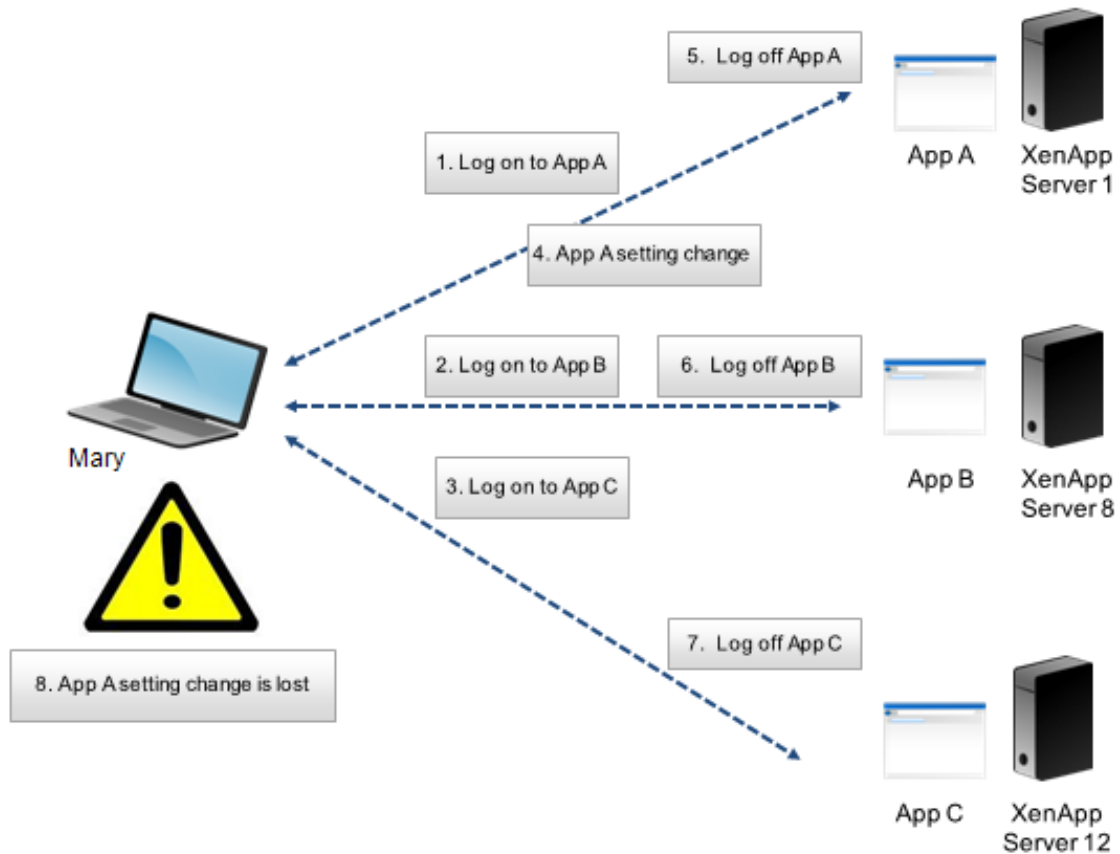 5. Log off App A
1. Log on to App A
App A
XenApp
Server 1
4. App A setting change
2. Log on to App B
6. Log off App B
Mary
App B
XenApp
Server 8
3. Log on to App C
7. Log off App C
8. App A setting change is lost
App C
XenApp
Server 12